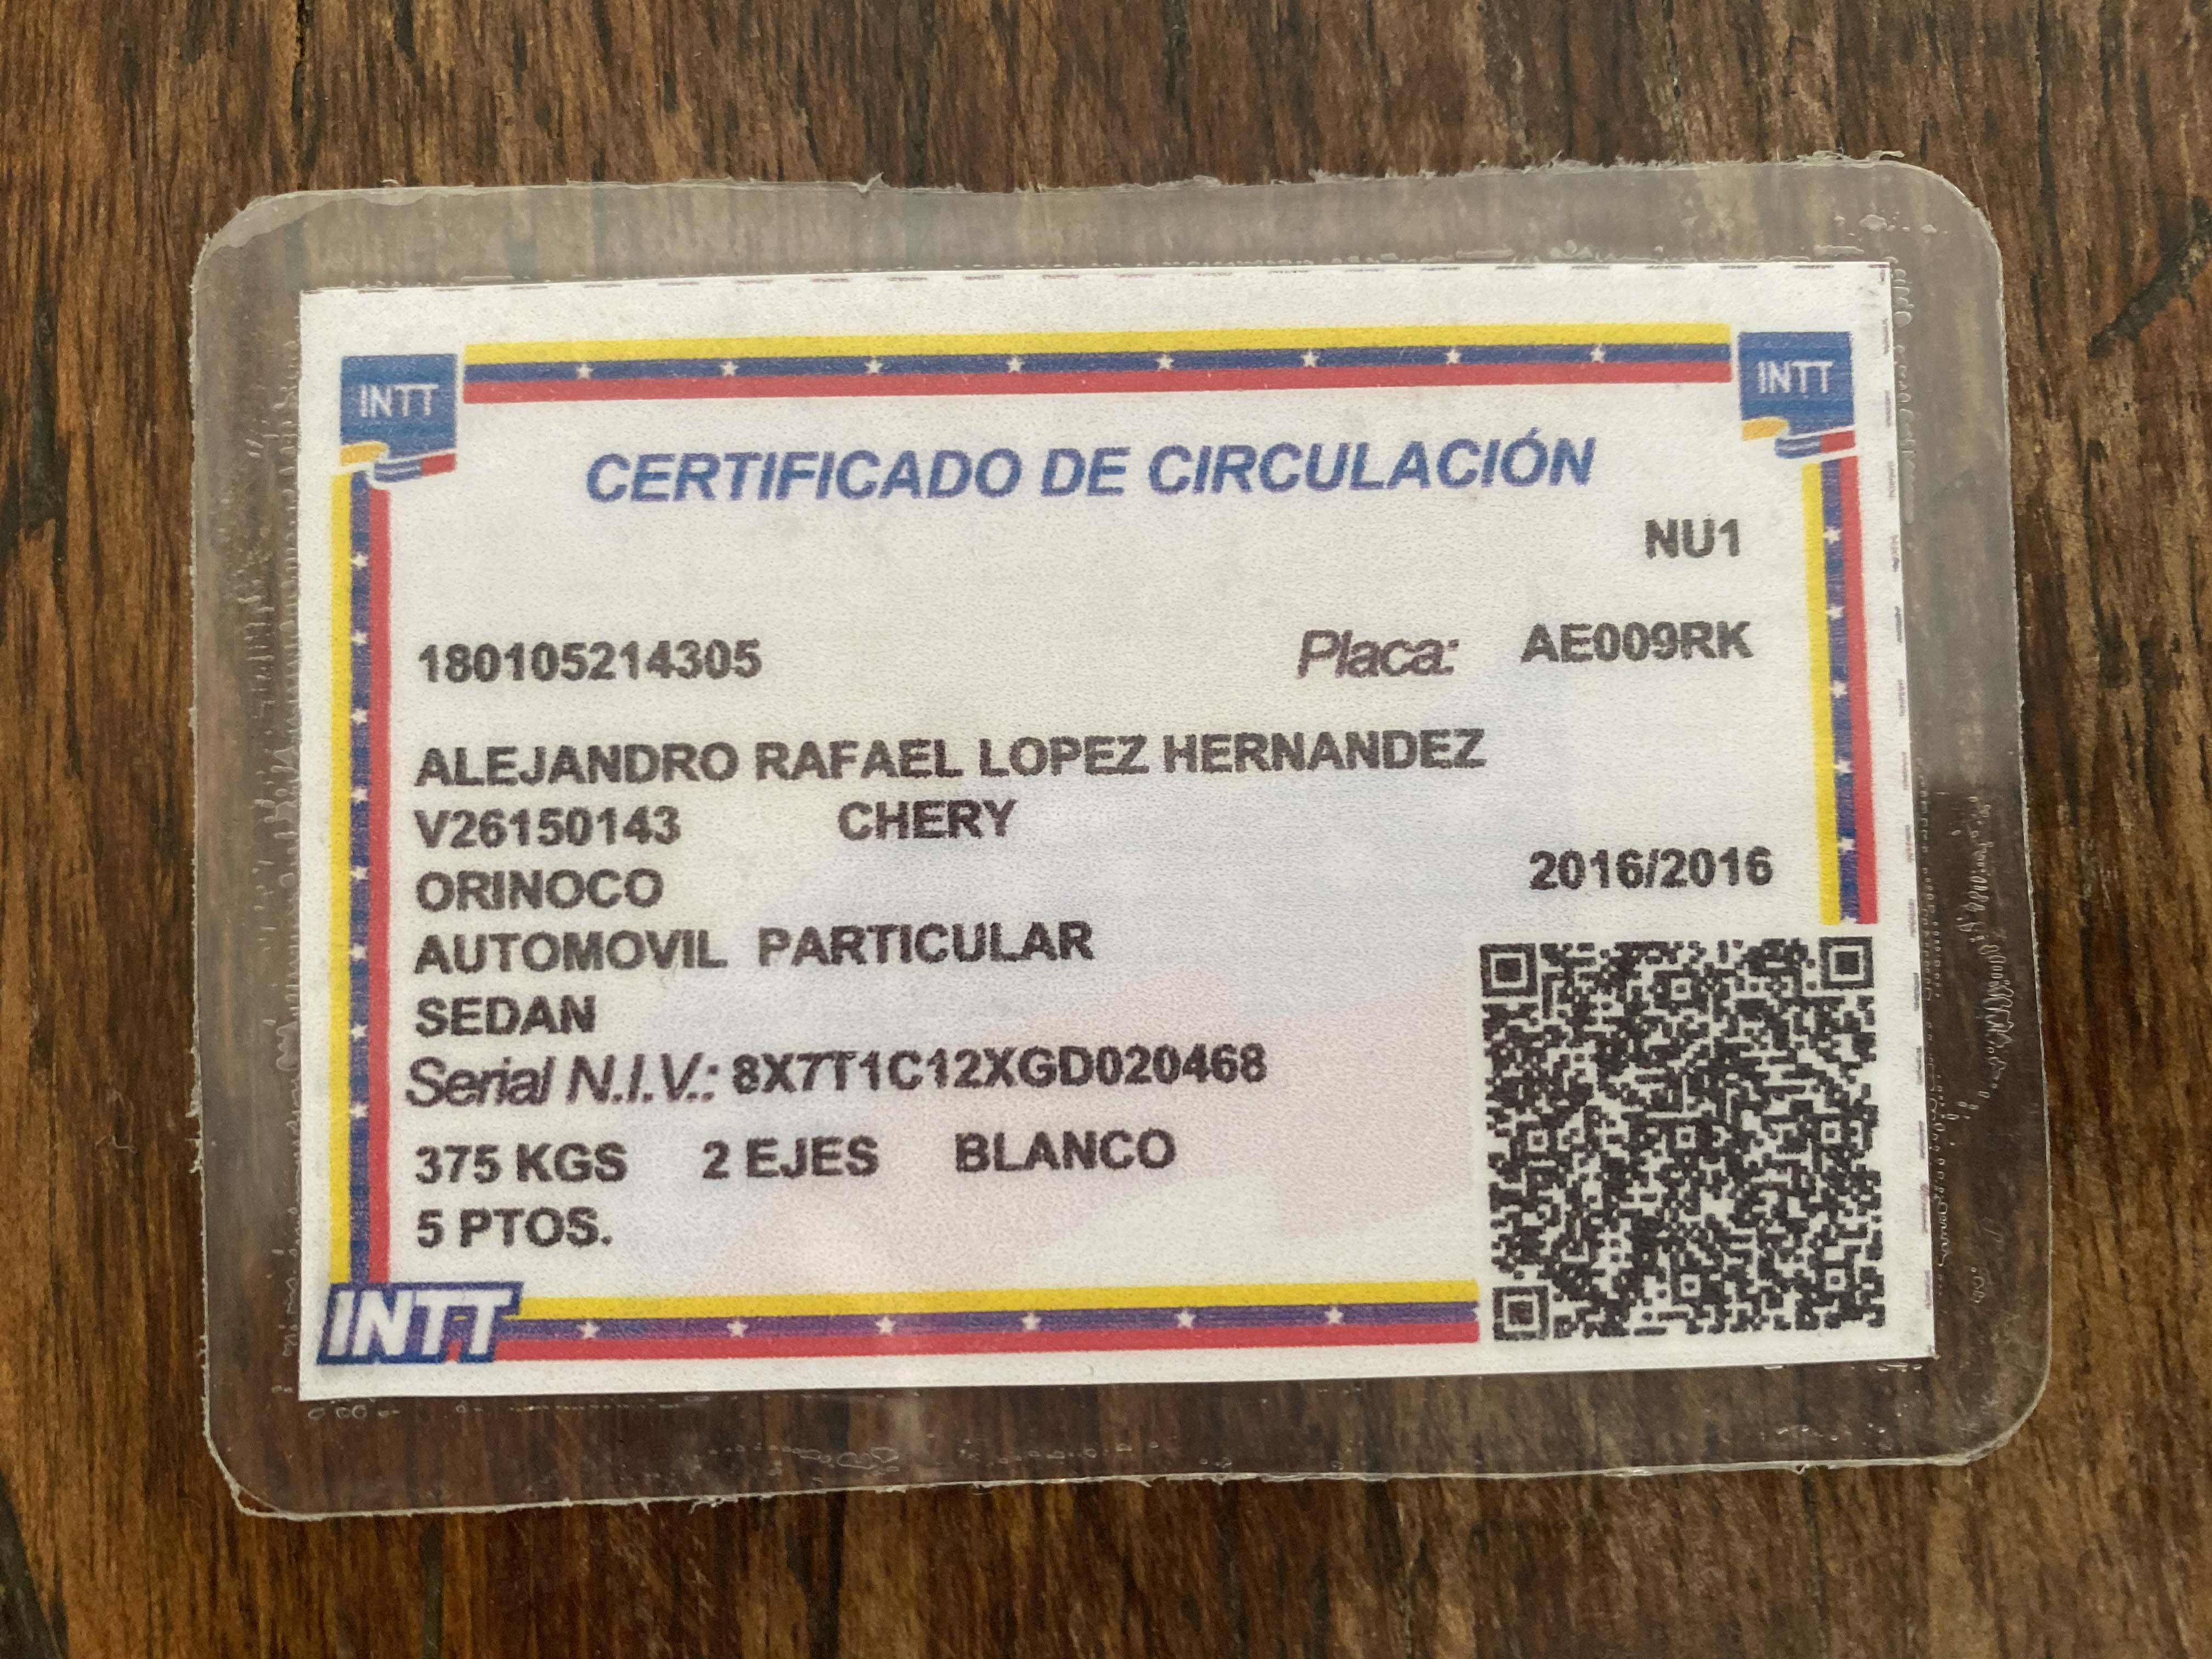 INTT
INTT
CERTIFICADO DE CIRCULACIÓN
NU1
180105214305 Placa: AE009RK
ALEJANDRO RAFAEL LOPEZ HERNANDEZ
V26150143 CHERY
ORINOCO 2016/2016
AUTOMOVIL PARTICULAR
SEDAN
Serial N.I.V.: 8X7T1C12XGD020468
375 KGS 2 EJES BLANCO
5 PTOS.
INTT